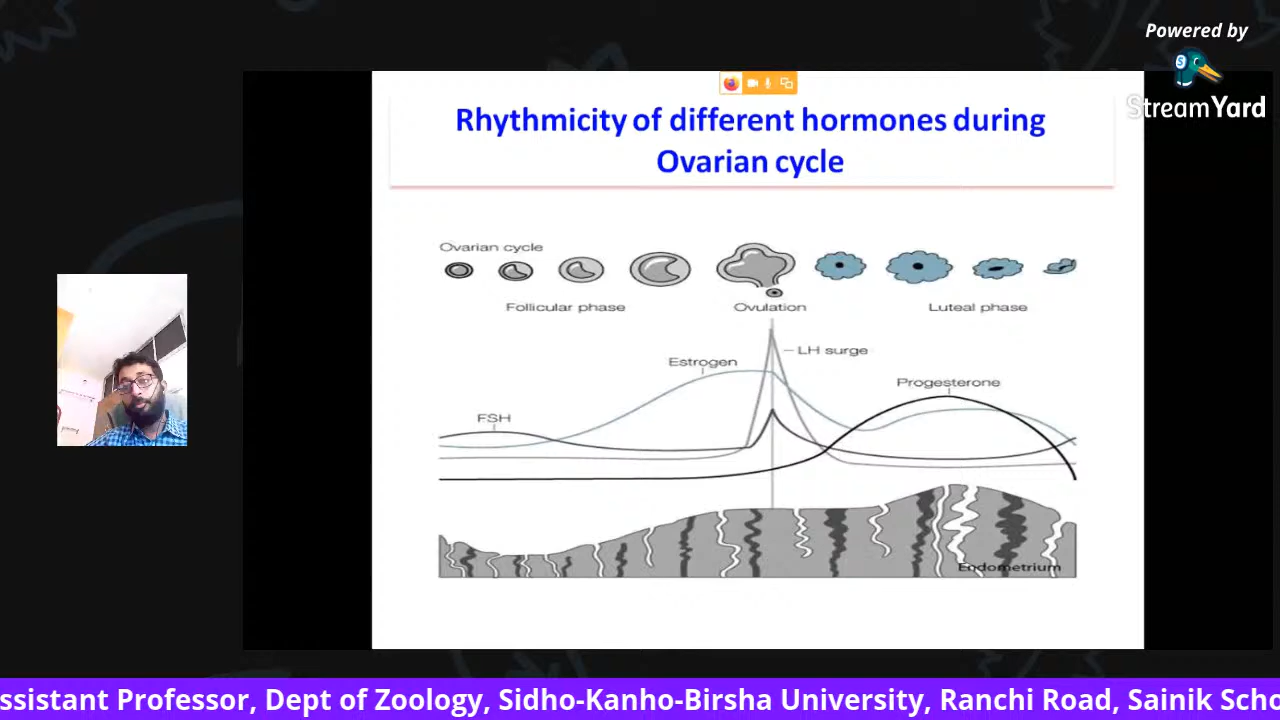 Powered by
StreamYard
Rhythmicity of different hormones during
Ovarian cycle
Ovarian cycle
Follicular phase
Ovulation
Luteal phase
LH surge
Estrogen
Progesterone
FSH
Endometrium
ssistant Professor, Dept of Zoology, Sidho-Kanho-Birsha University, Ranchi Road, Sainik Scho